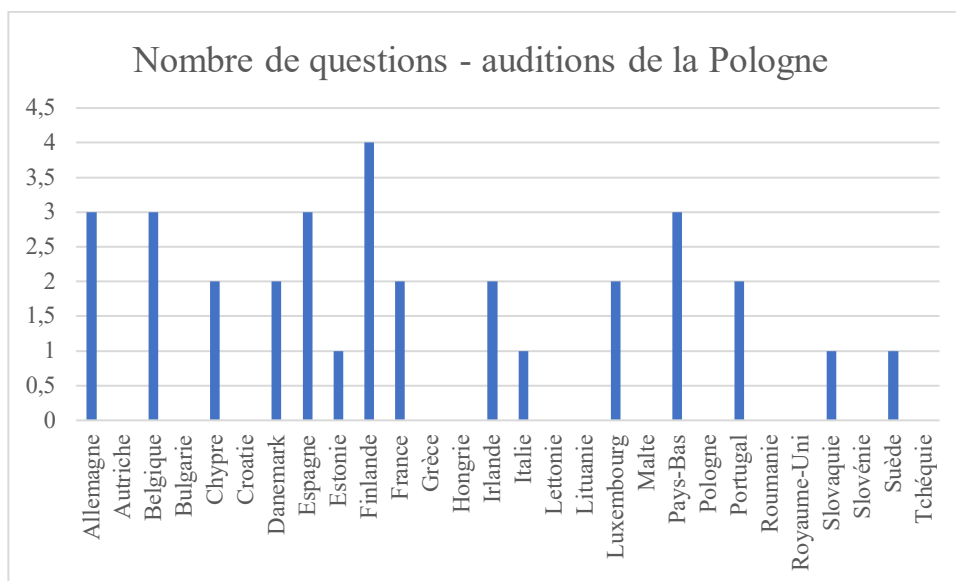 Nombre de questions - auditions de la Pologne
4,5
4
3,5
3
2,5
2
1,5
1
0,5
0
Allemagne
Autriche
Belgique
Bulgarie
Chypre
Croatie
Danemark
Espagne
Estonie
Finlande
France
Grèce
Hongrie
Irlande
Italie
Lettonie
Lituanie
Luxembourg
Malte
Pays-Bas
Pologne
Portugal
Roumanie
Royaume-Uni
Slovaquie
Slovénie
Suède
Tchéquie